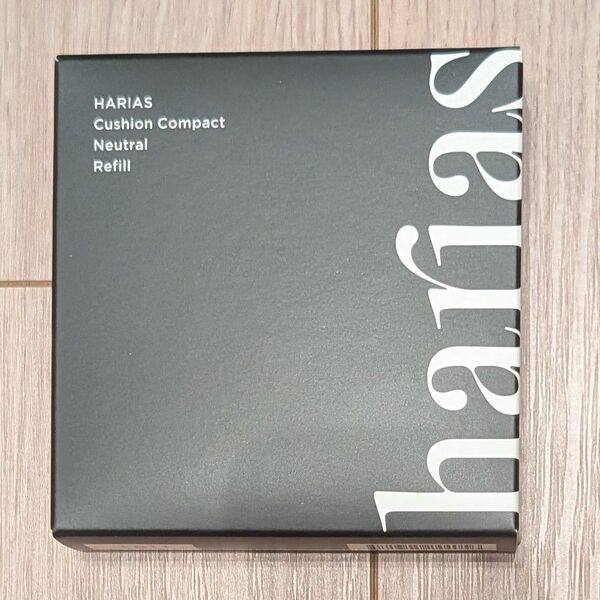 HARIAS
Cushion Compact
Neutral
Refill
harias